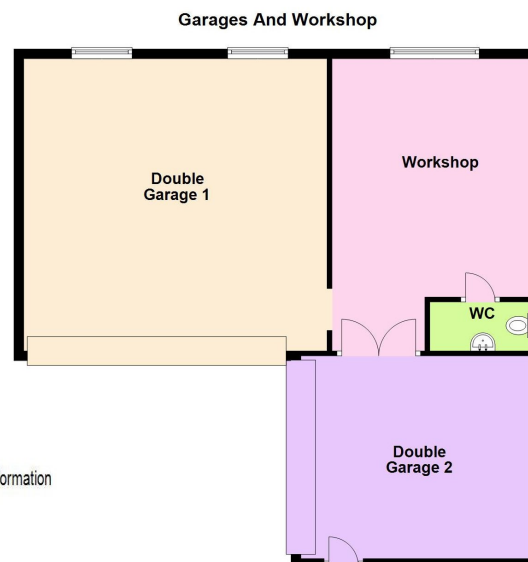 Garages And Workshop
Double
Garage 1
Workshop
WC
Double
Garage 2
ormation